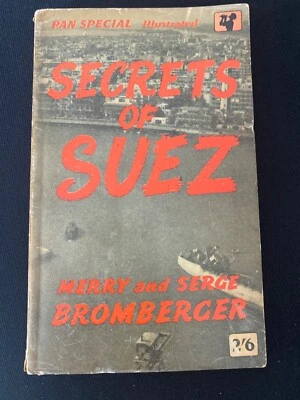 PAN SPECIAL Illustrated
SECRETS
OF
SUEZ
MERRY and SERGE
BROMBERGER
2/6